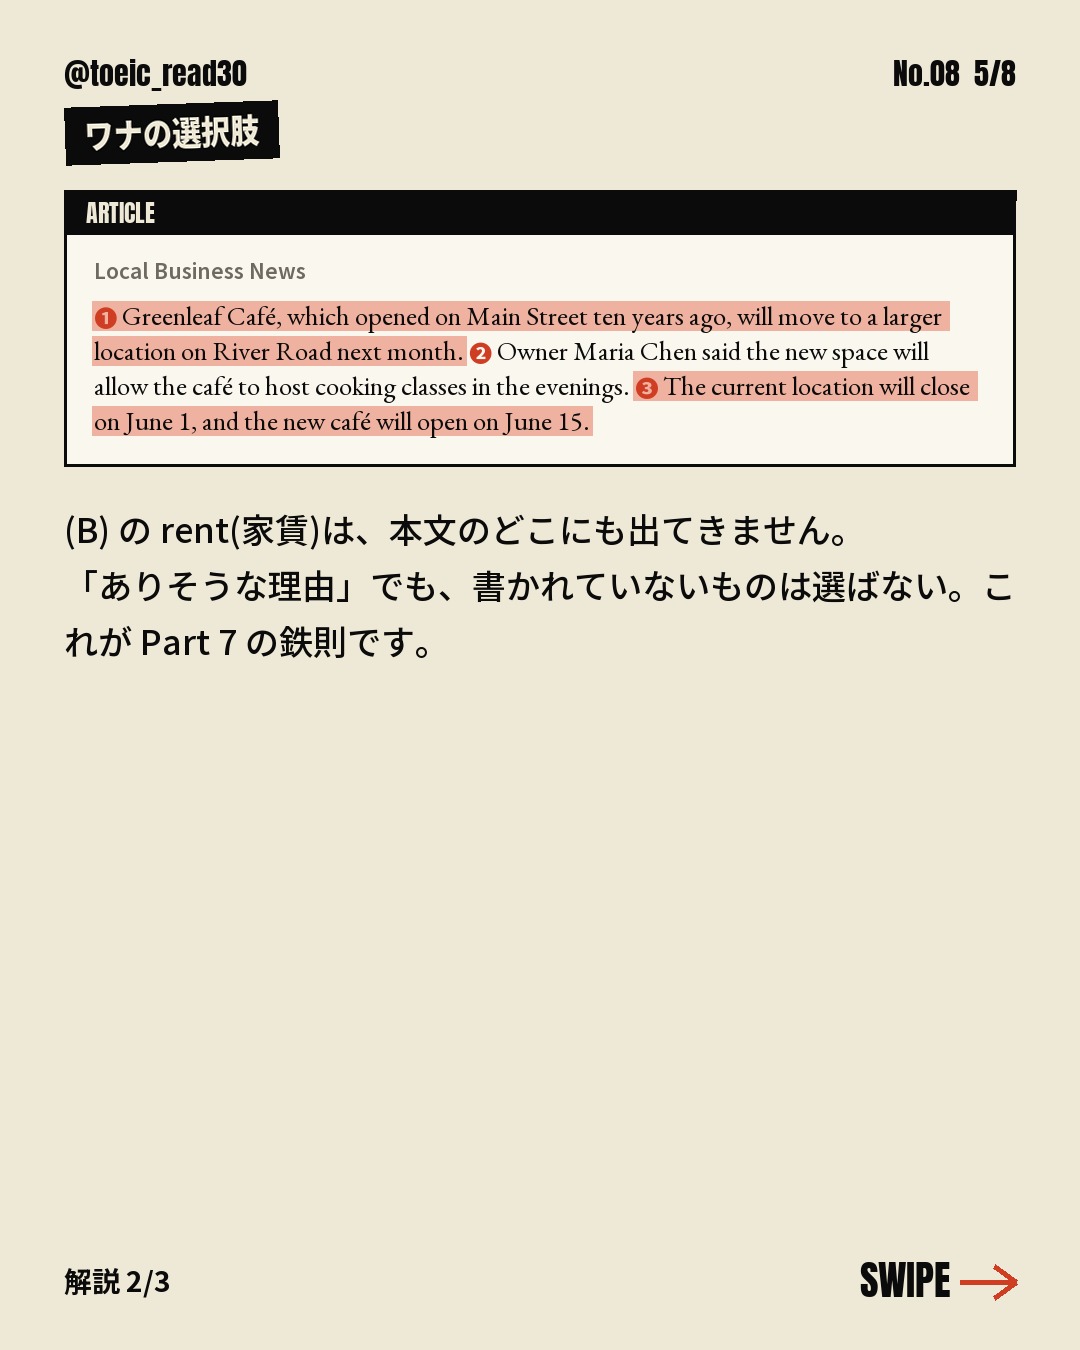 @toeic_read30
No.08 5/8
ワナの選択肢
ARTICLE
Local Business News
❶ Greenleaf Café, which opened on Main Street ten years ago, will move to a larger
location on River Road next month. ❷ Owner Maria Chen said the new space will
allow the café to host cooking classes in the evenings. ❸ The current location will close
on June 1, and the new café will open on June 15.
(B) の rent(家賃)は、本文のどこにも出てきません。
「ありそうな理由」でも、書かれていないものは選ばない。こ
れが Part 7 の鉄則です。
解説 2/3
SWIPE →